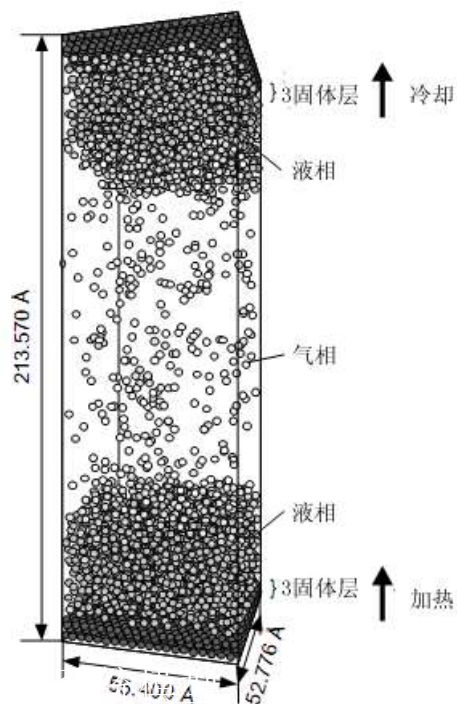 }3固体层
冷却
液相
213.570 Å
气相
液相
}3固体层
加热
55.400 Å
52.776 Å